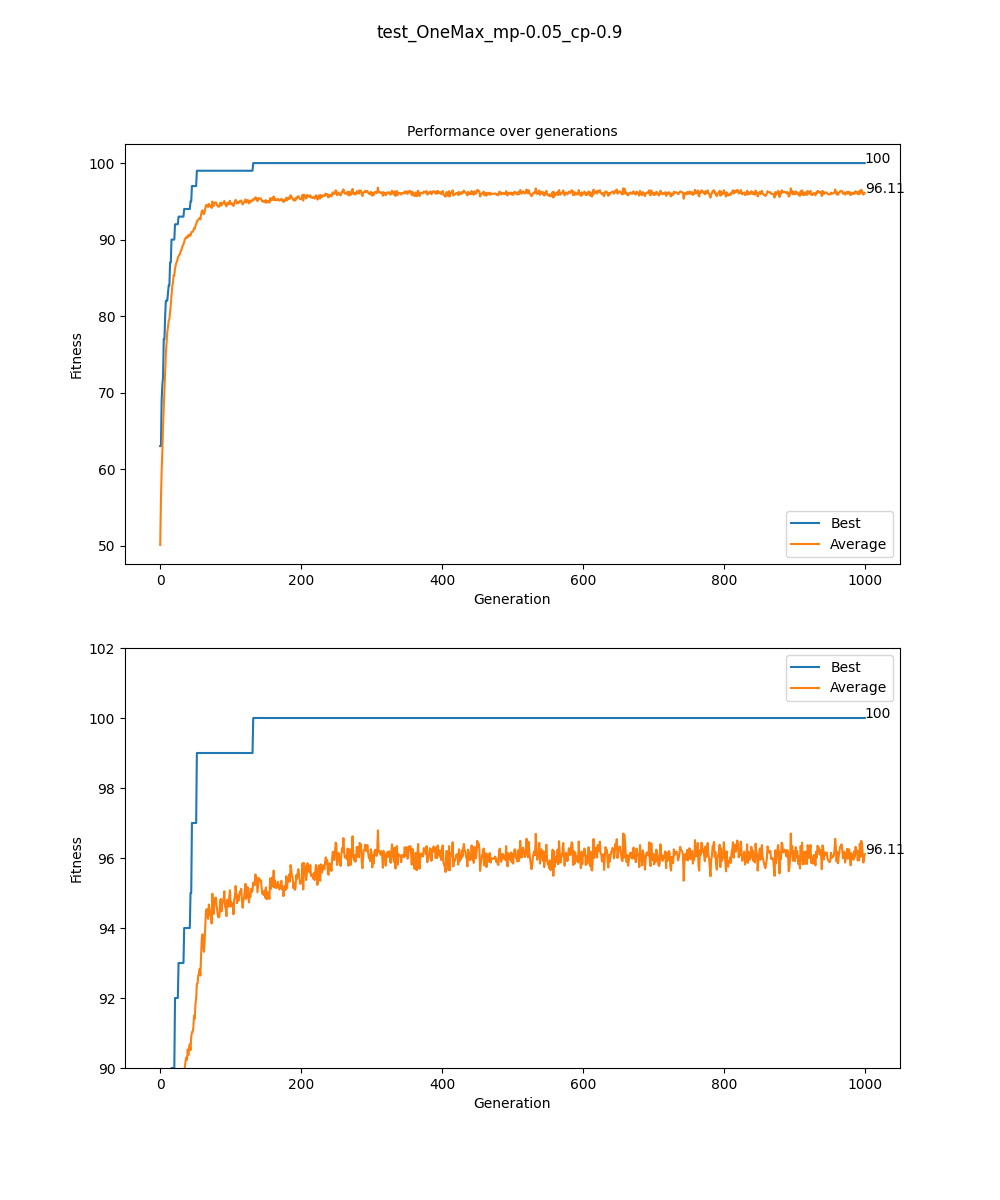 test_OneMax_mp-0.05_cp-0.9
Performance over generations
100
96.11
100
90
80
70
60
50
Fitness
Best
Average
0 200 400 600 800 1000
Generation
102
100
98
96
94
92
90
Fitness
Best
Average
100
96.11
0 200 400 600 800 1000
Generation